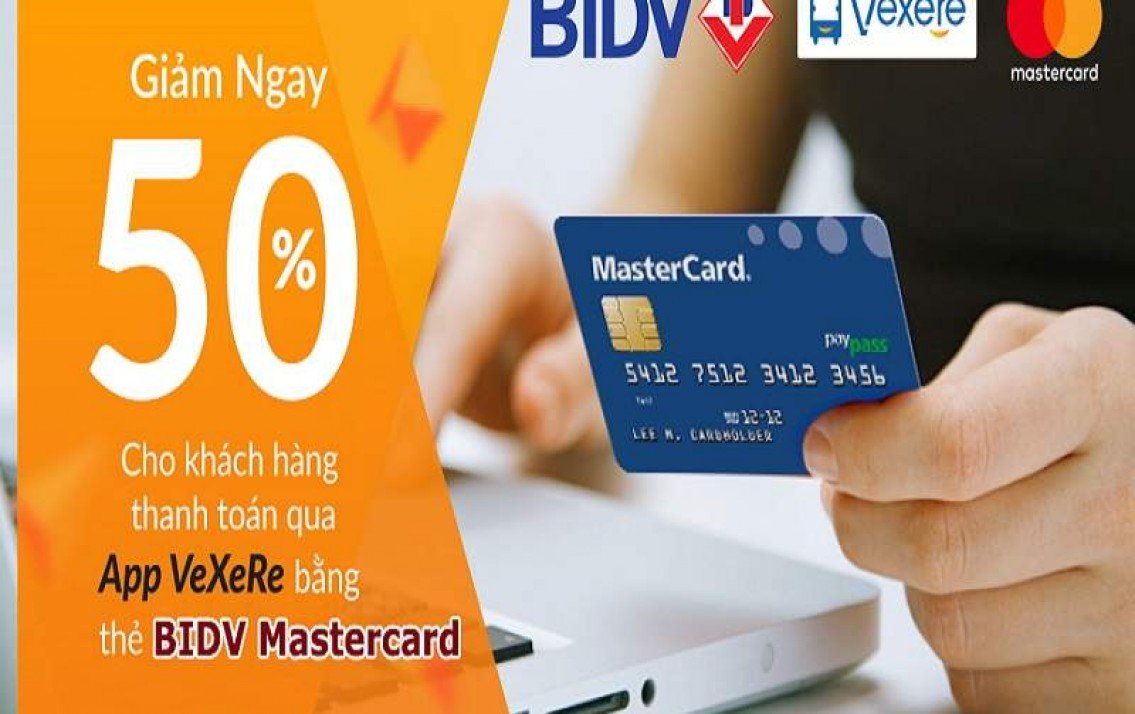 BIDV
Vexere
mastercard
Giảm Ngay
50%
Cho khách hàng
thanh toán qua
App VeXeRe bằng
thẻ BIDV Mastercard
MasterCard.
paypass
5412 7512 3412 3456
12-12
LEE M. CARDHOLDER